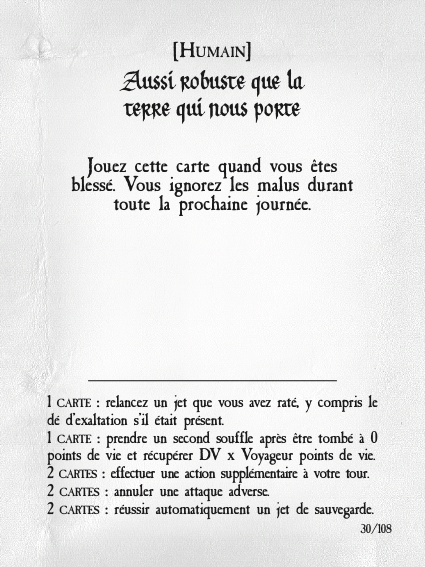 [Humain]
Aussi robuste que la
terre qui nous porte
Jouez cette carte quand vous êtes
blessé. Vous ignorez les malus durant
toute la prochaine journée.
1 carte : relancez un jet que vous avez raté, y compris le
dé d'exaltation s'il était présent.
1 carte : prendre un second souffle après être tombé à 0
points de vie et récupérer DV x Voyageur points de vie.
2 cartes : effectuer une action supplémentaire à votre tour.
2 cartes : annuler une attaque adverse.
2 cartes : réussir automatiquement un jet de sauvegarde.
30/108